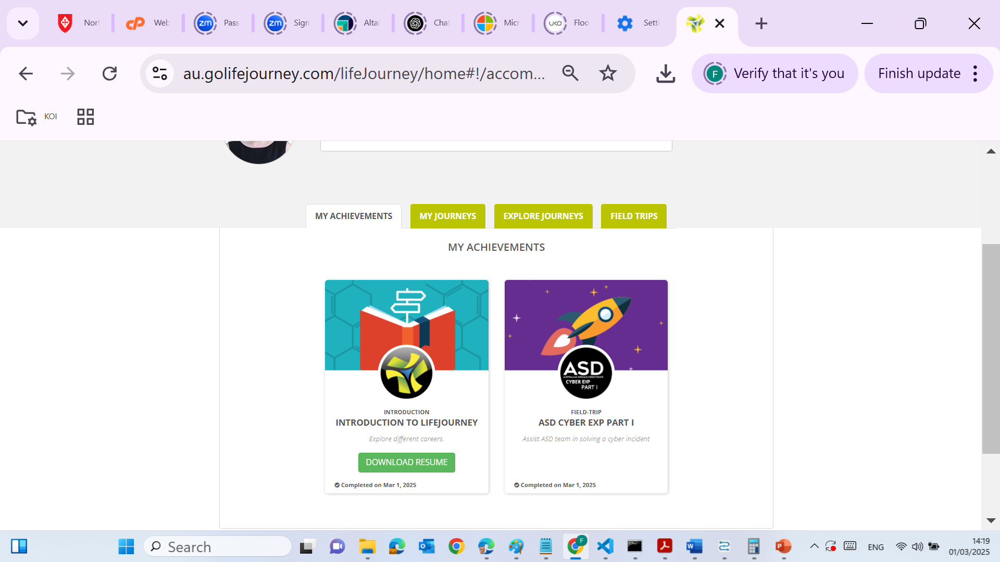 Nort
Web
Pass
Sign
Altai
Chat
Micr
Floo
Setti
au.golifejourney.com/lifeJourney/home#!/accom...
F
Verify that it's you
Finish update
KOI
MY ACHIEVEMENTS
MY JOURNEYS
EXPLORE JOURNEYS
FIELD TRIPS
MY ACHIEVEMENTS
INTRODUCTION
INTRODUCTION TO LIFEJOURNEY
Explore different careers.
DOWNLOAD RESUME
Completed on Mar 1, 2025
ASD
AUSTRALIAN SIGNALS DIRECTORATE
CYBER EXP
PART I
FIELD-TRIP
ASD CYBER EXP PART I
Assist ASD team in solving a cyber incident
Completed on Mar 1, 2025
Search
ENG
14:19
01/03/2025